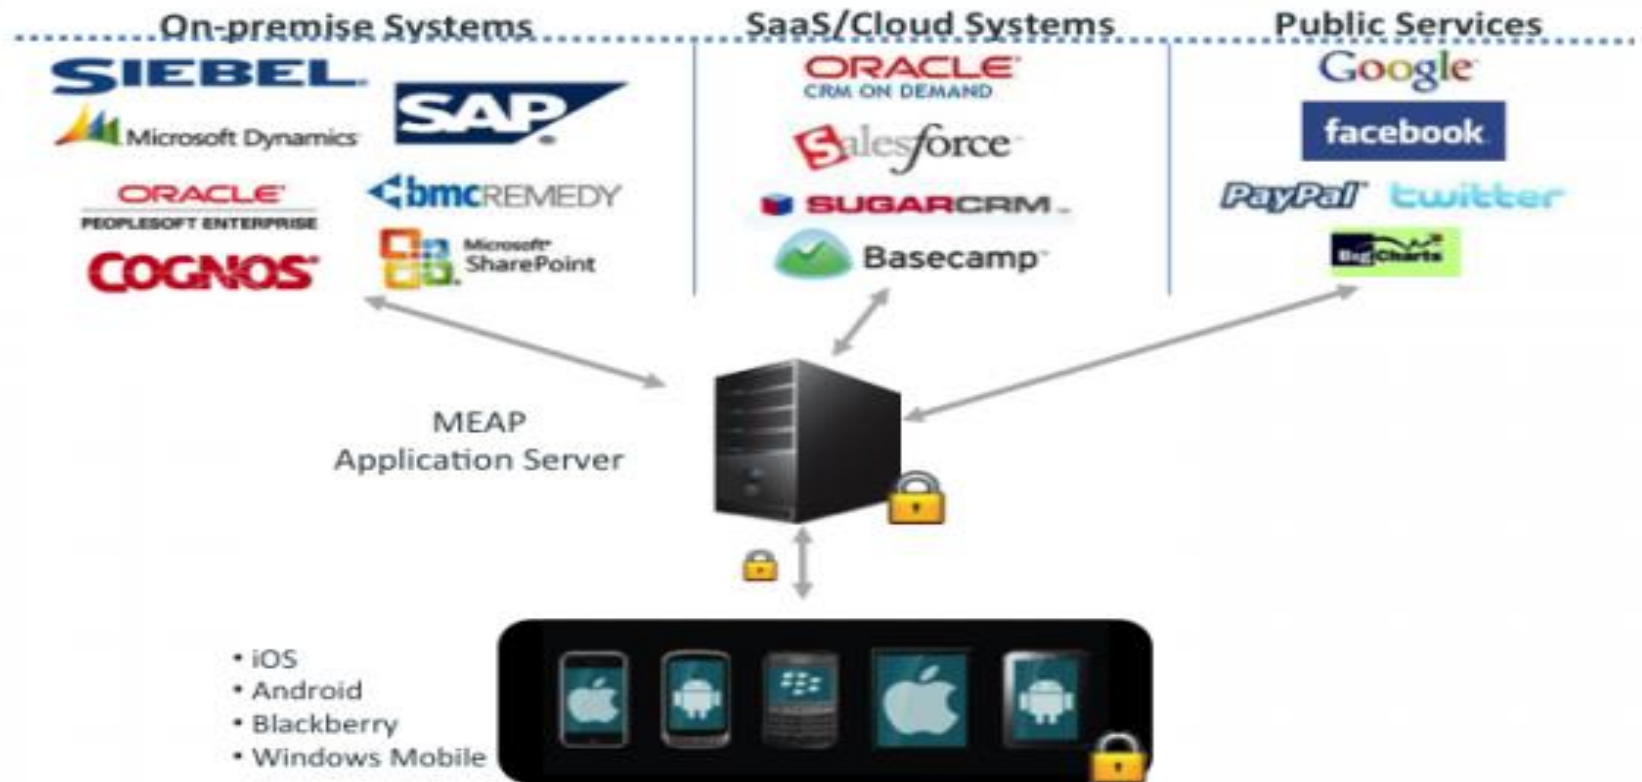 On-premise Systems
SaaS/Cloud Systems
Public Services
SIEBEL
SAP
Microsoft Dynamics
ORACLE
PEOPLESOFT ENTERPRISE
bmcREMEDY
COGNOS
Microsoft
SharePoint
ORACLE
CRM ON DEMAND
Salesforce
SUGARCRM
Basecamp
Google
facebook
PayPal
twitter
BigCharts
MEAP
Application Server
• iOS
• Android
• Blackberry
• Windows Mobile